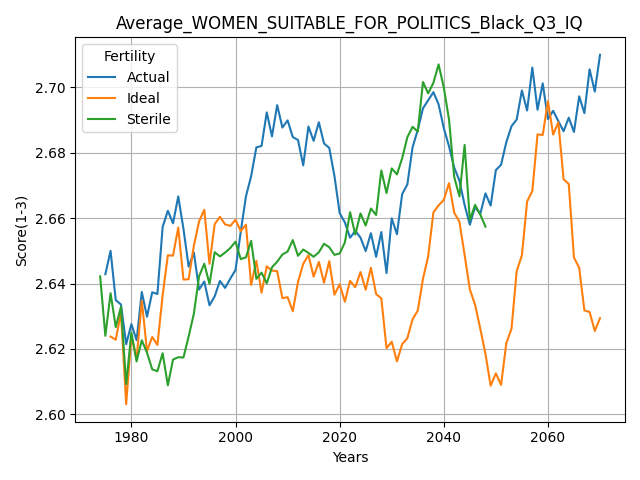 Average_WOMEN_SUITABLE_FOR_POLITICS_Black_Q3_IQ
Fertility
Actual
Ideal
Sterile
Score(1-3)
2.70
2.68
2.66
2.64
2.62
2.60
1980
2000
2020
2040
2060
Years